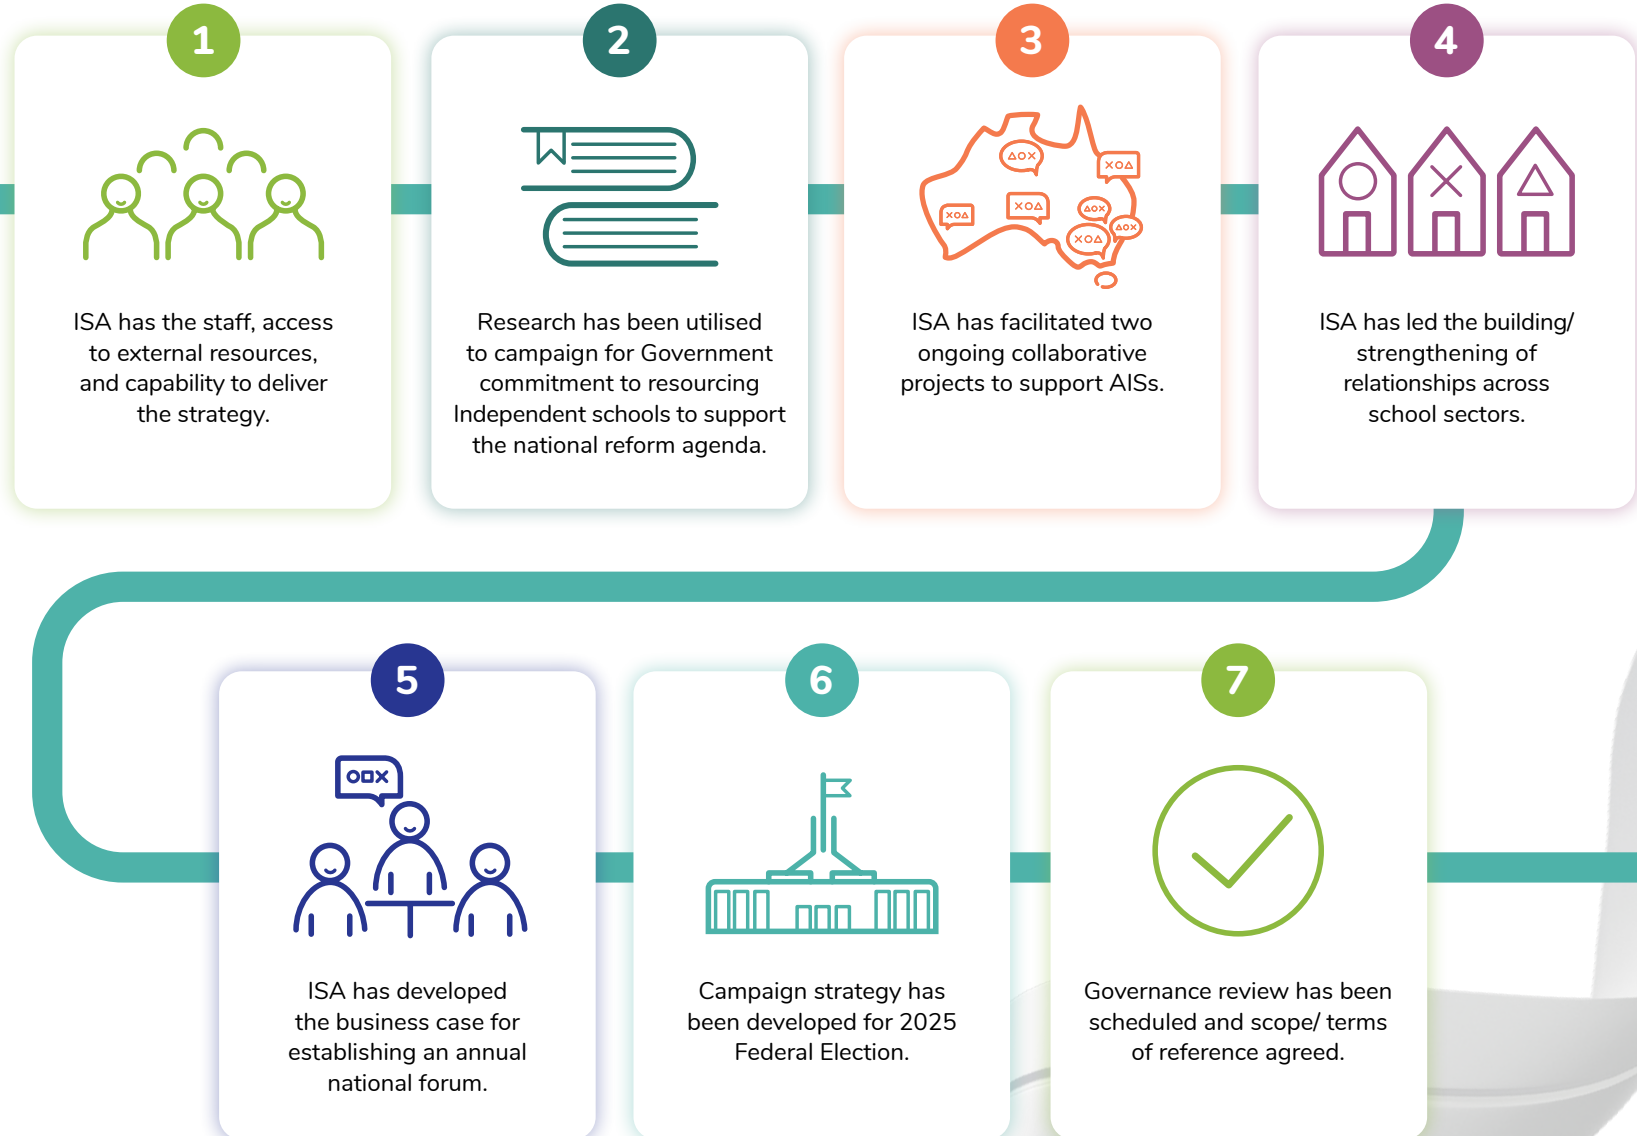 1
ISA has the staff, access
to external resources,
and capability to deliver
the strategy.
2
Research has been utilised
to campaign for Government
commitment to resourcing
Independent schools to support
the national reform agenda.
3
ISA has facilitated two
ongoing collaborative
projects to support AISs.
4
ISA has led the building/
strengthening of
relationships across
school sectors.
5
ISA has developed
the business case for
establishing an annual
national forum.
6
Campaign strategy has
been developed for 2025
Federal Election.
7
Governance review has been
scheduled and scope/ terms
of reference agreed.